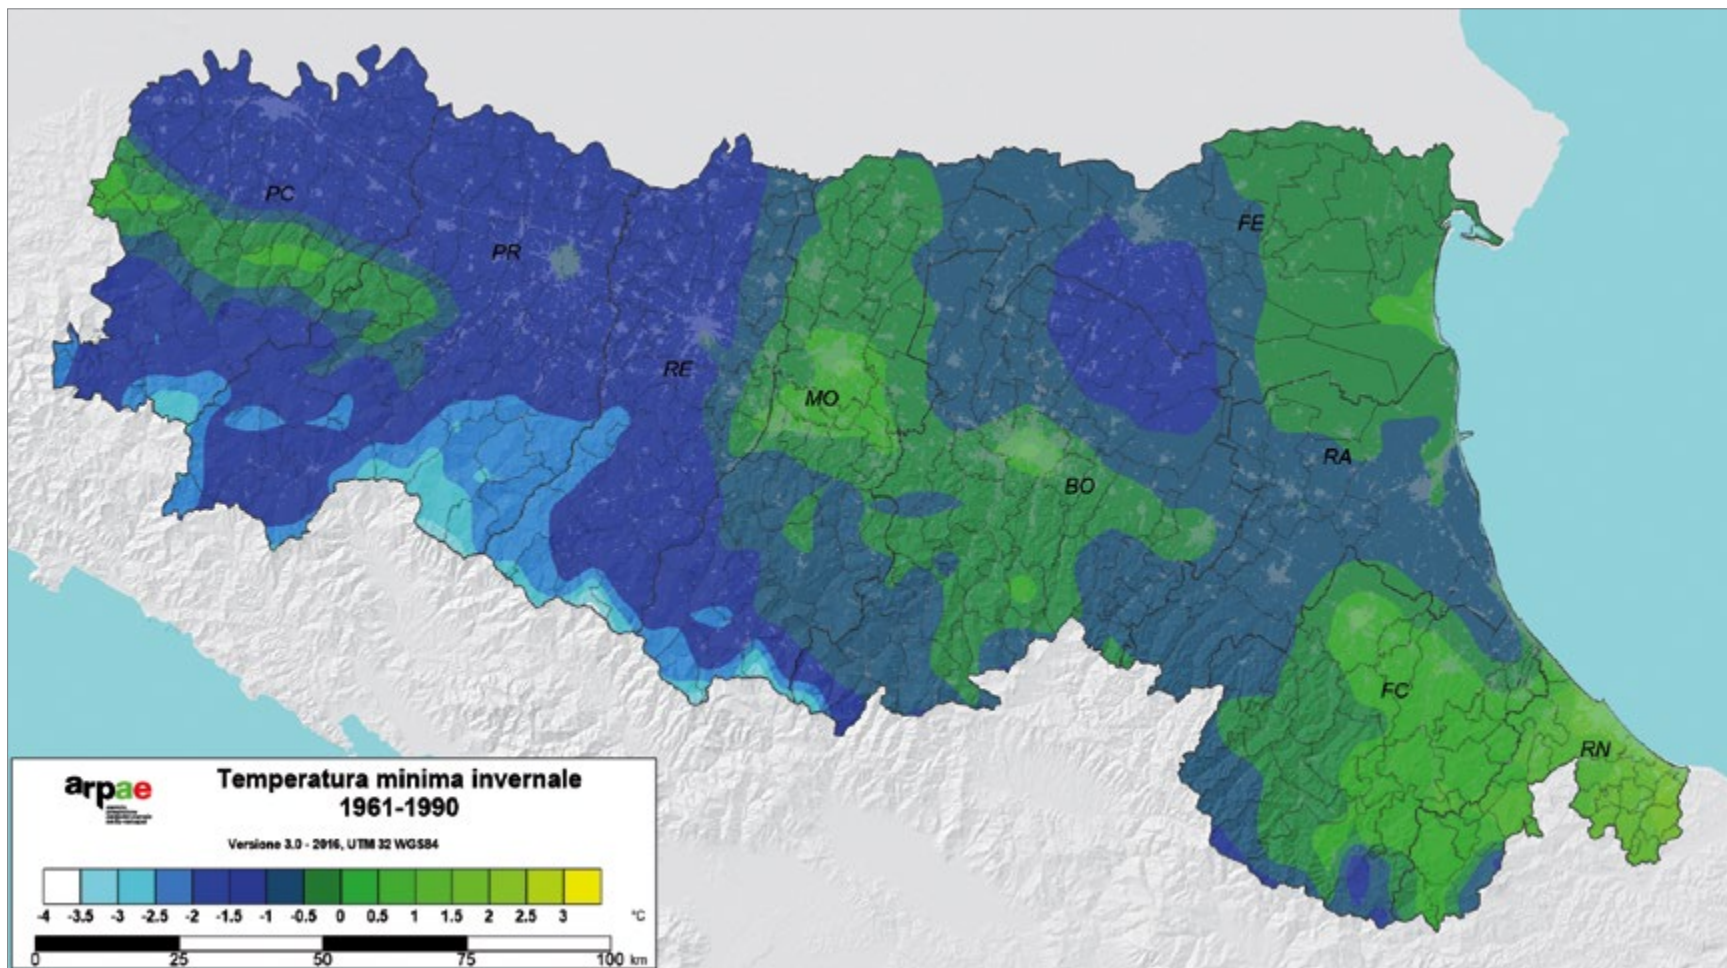 PC
PR
FE
RE
MO
RA
BO
FC
RN
arpae
Temperatura minima invernale
1961-1990
Versione 3.0 - 2016, UTM 32 WGS84
-4 -3.5 -3 -2.5 -2 -1.5 -1 -0.5 0 0.5 1 1.5 2 2.5 3 °C
0 25 50 75 100 km